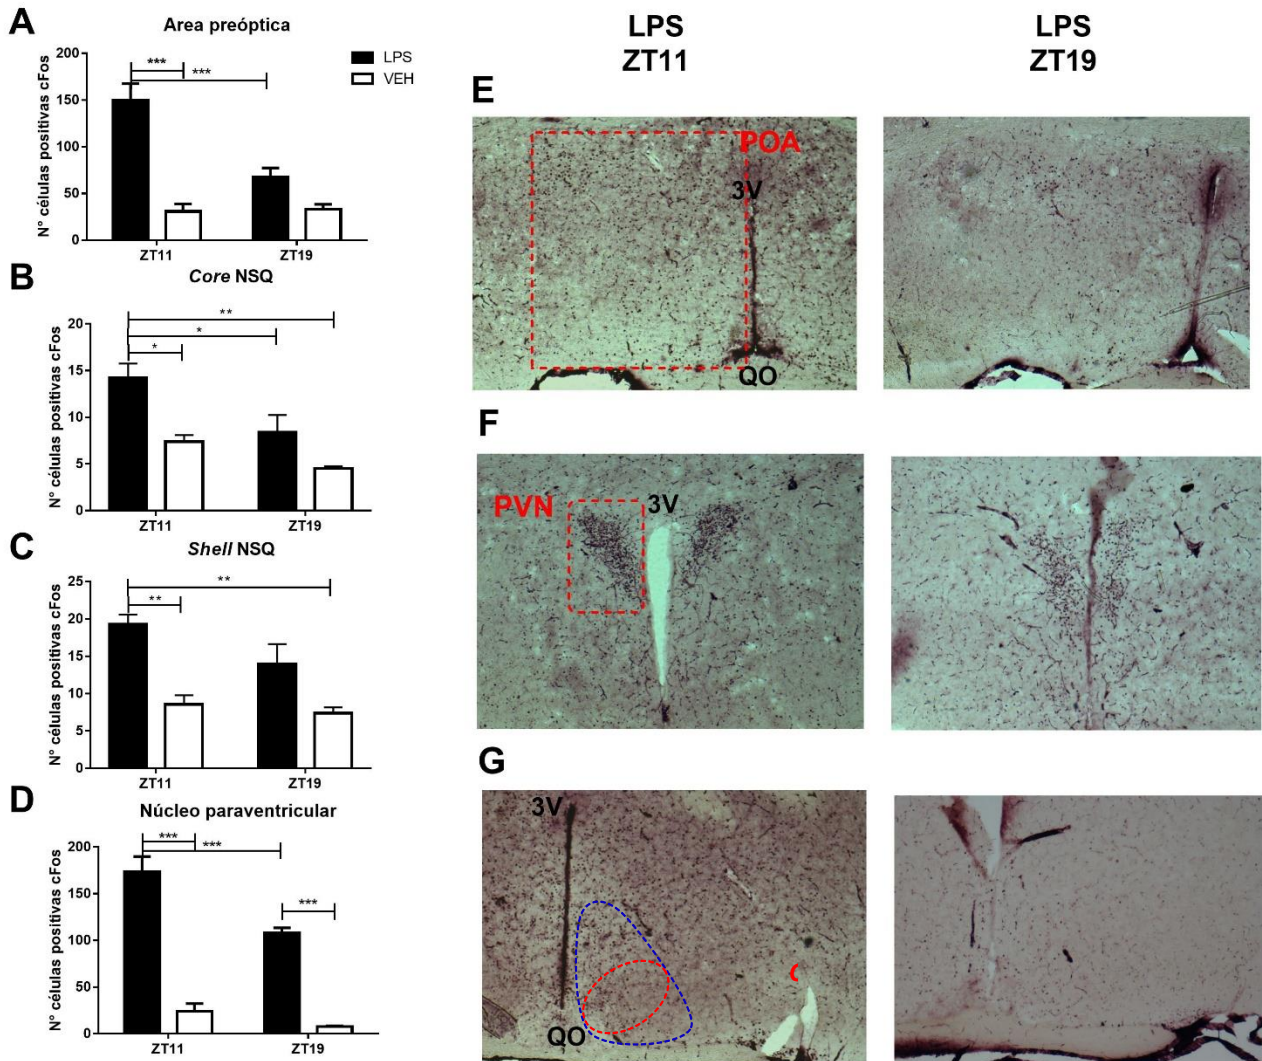 A
Area preóptica
N° células positivas cFos
200
150
100
50
0
***
***
LPS
VEH
ZT11
ZT19
B
Core NSQ
N° células positivas cFos
20
15
10
5
0
**
*
*
ZT11
ZT19
C
Shell NSQ
N° células positivas cFos
25
20
15
10
5
0
**
**
ZT11
ZT19
D
Núcleo paraventricular
N° células positivas cFos
200
150
100
50
0
***
***
***
ZT11
ZT19
LPS
ZT11
LPS
ZT19
E
POA
3V
QO
F
PVN
3V
G
3V
QO